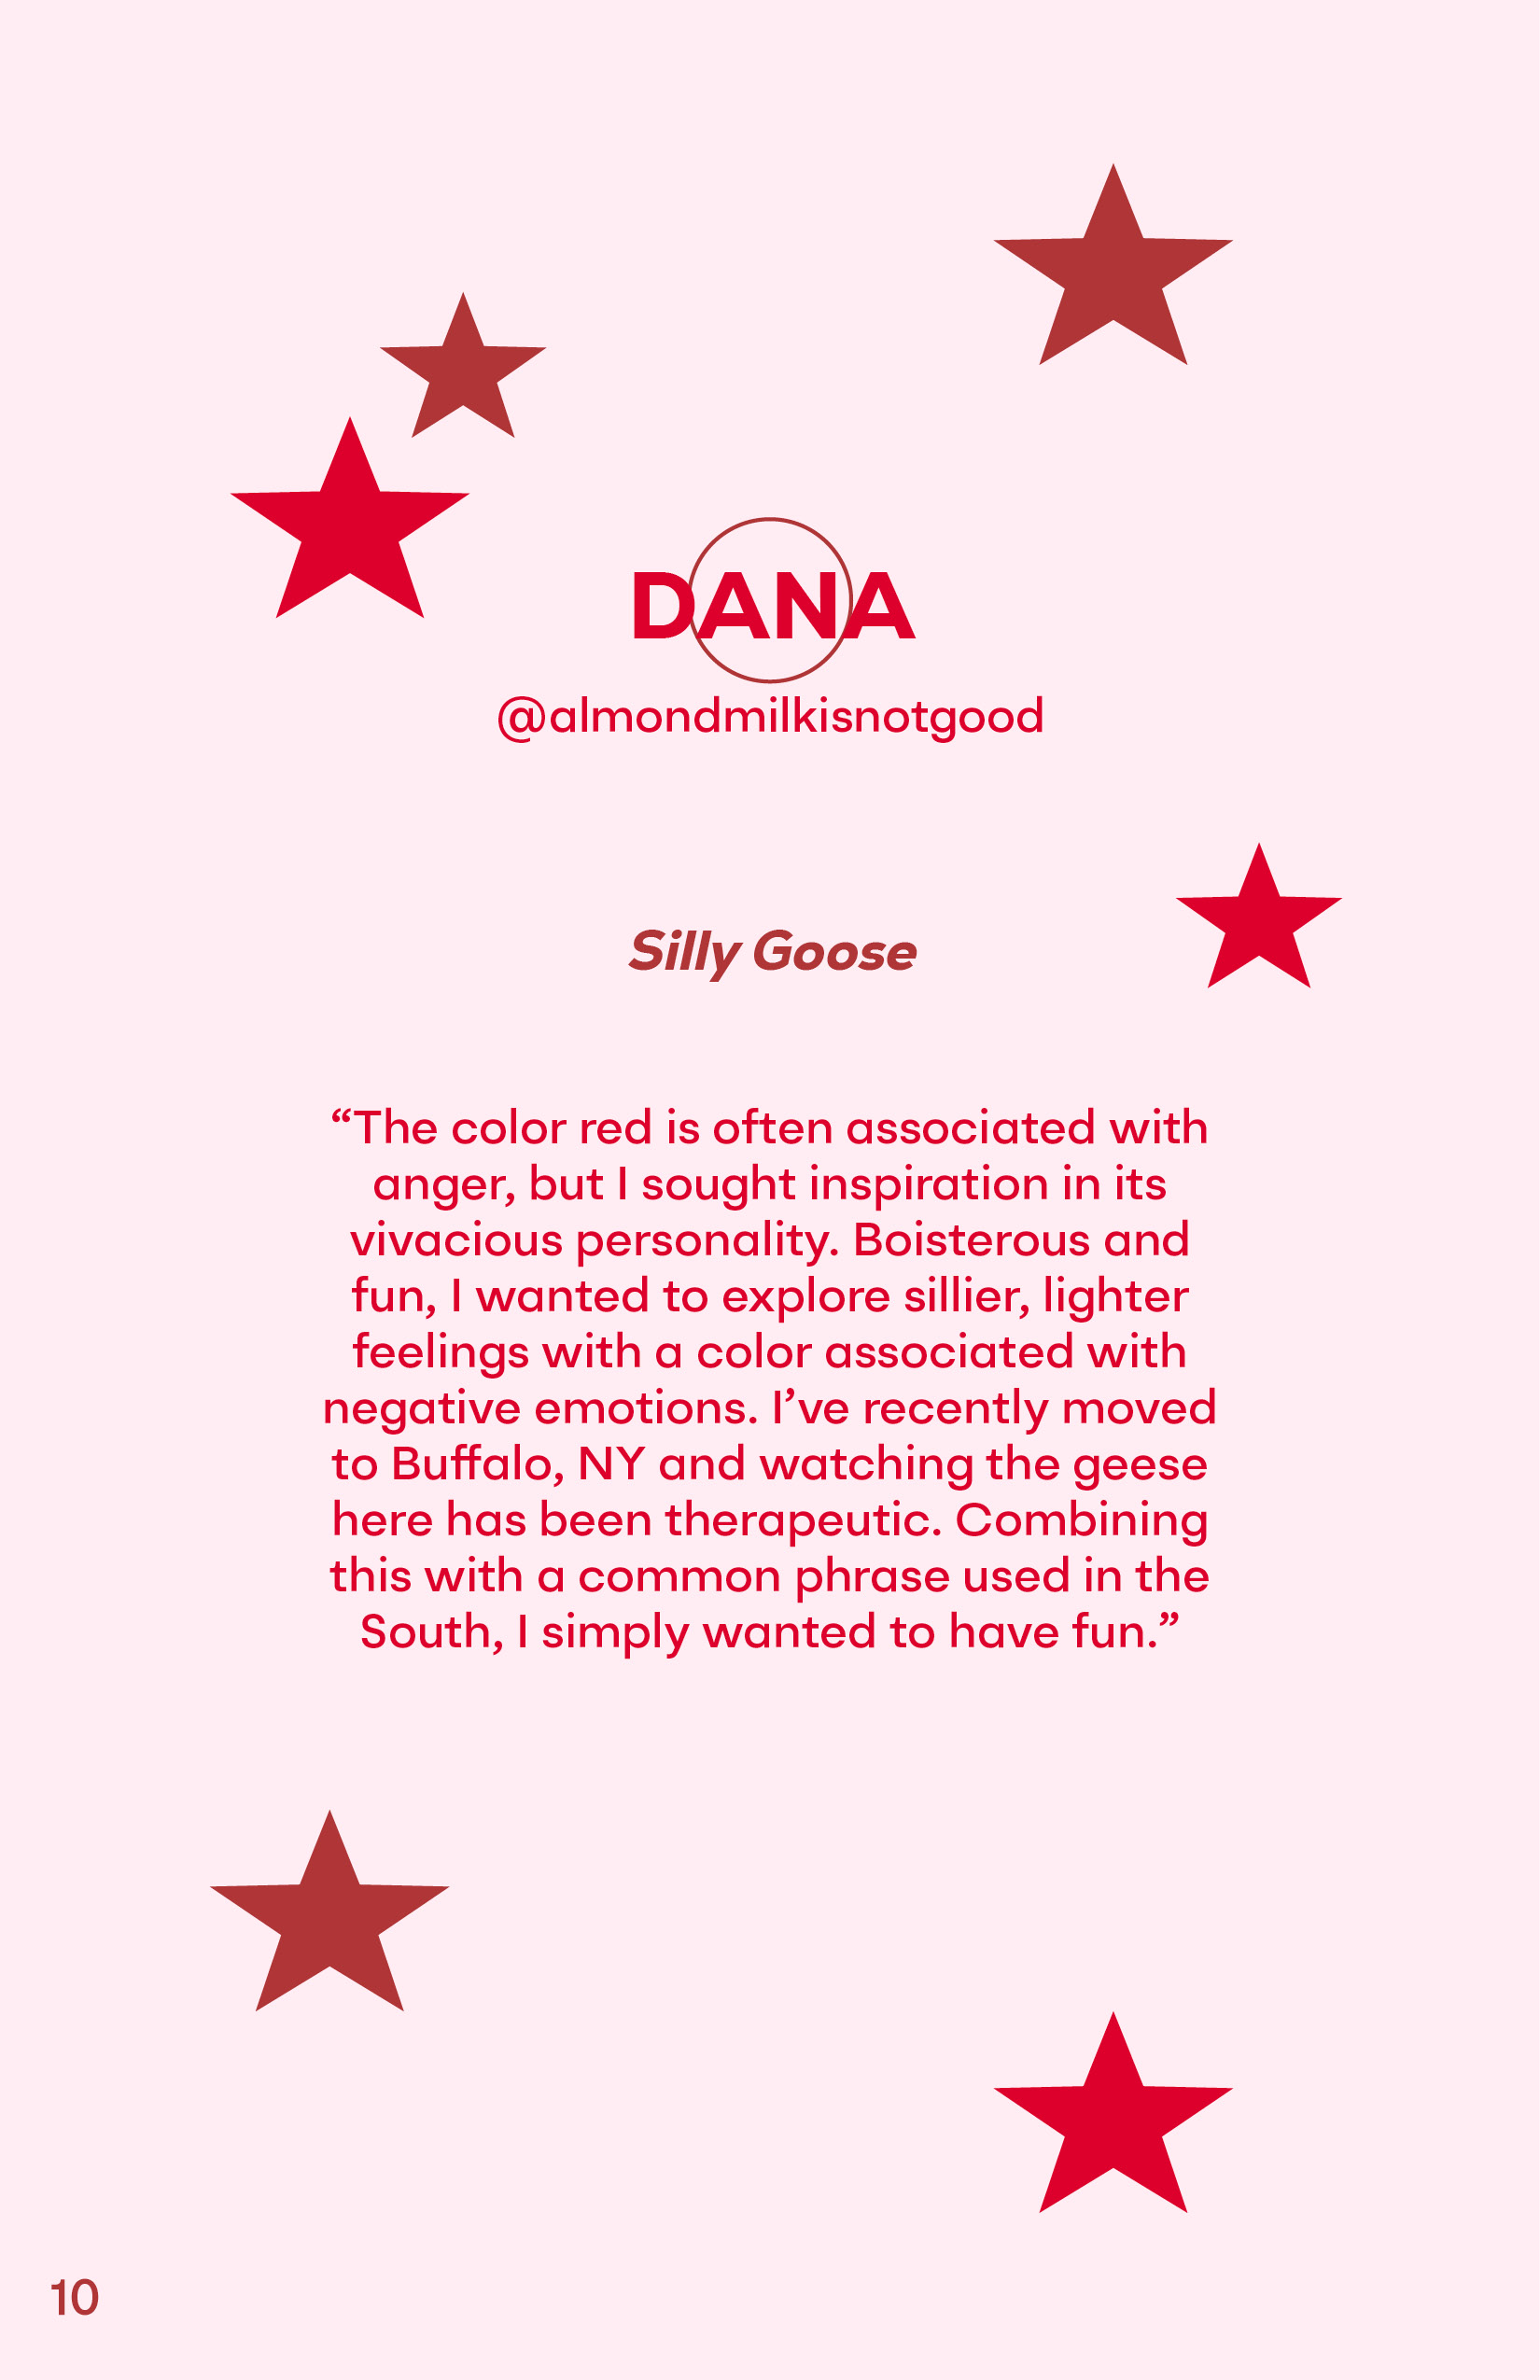 DANA
@almondmilkisnotgood
Silly Goose
“The color red is often associated with
anger, but I sought inspiration in its
vivacious personality. Boisterous and
fun, I wanted to explore sillier, lighter
feelings with a color associated with
negative emotions. I’ve recently moved
to Buffalo, NY and watching the geese
here has been therapeutic. Combining
this with a common phrase used in the
South, I simply wanted to have fun.”
10